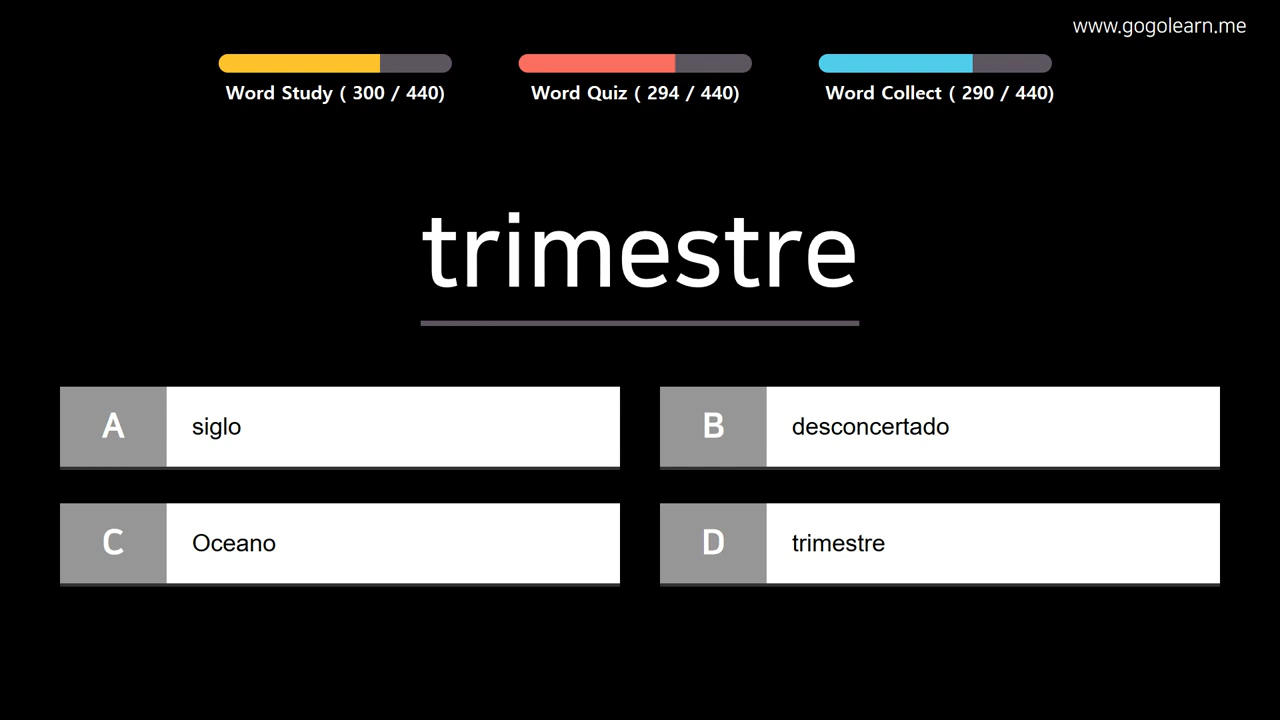 www.gogolearn.me
Word Study ( 300 / 440)
Word Quiz ( 294 / 440)
Word Collect ( 290 / 440)
trimestre
A siglo
B desconcertado
C Oceano
D trimestre